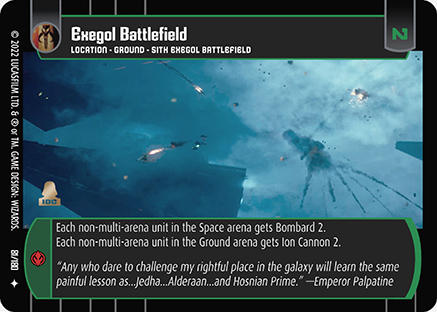 Exegol Battlefield
LOCATION - GROUND - SITH EXEGOL BATTLEFIELD
2
Each non-multi-arena unit in the Space arena gets Bombard 2.
Each non-multi-arena unit in the Ground arena gets Ion Cannon 2.
"Any who dare to challenge my rightful place in the galaxy will learn the same
painful lesson as...Jedha...Alderaan...and Hosnian Prime." —Emperor Palpatine
©2022 LUCASFILM LTD. & ® OR TM. GAME DESIGN: WIZARDS.
81/180